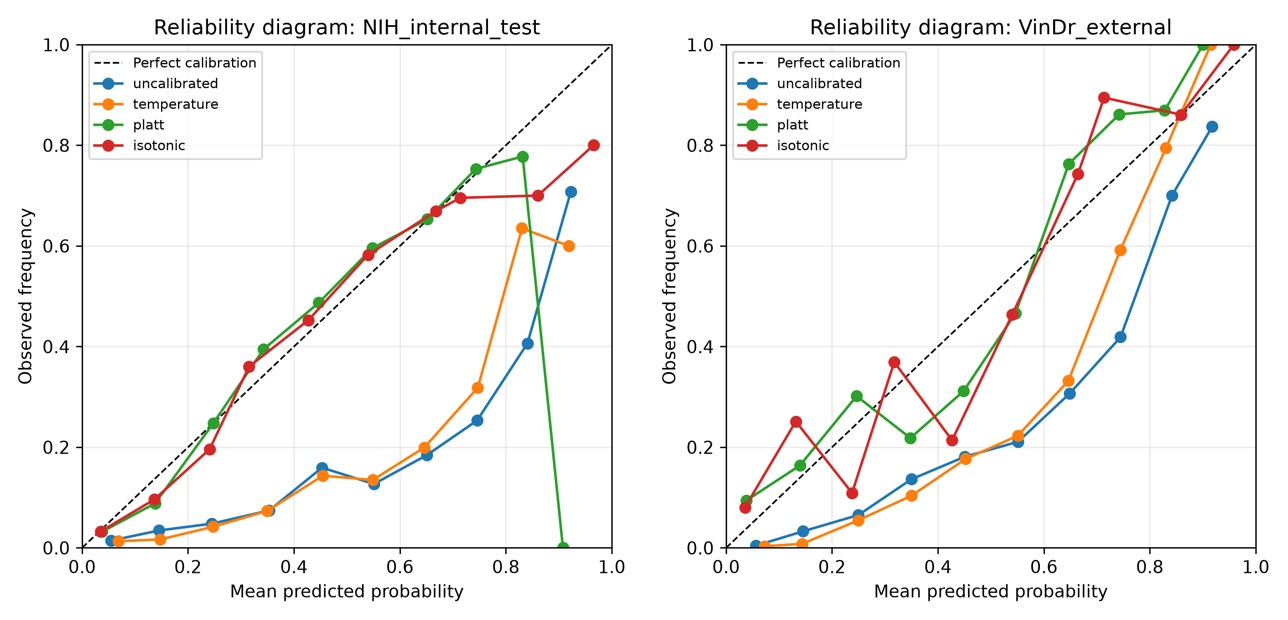 Reliability diagram: NIH_internal_test
Perfect calibration
uncalibrated
temperature
platt
isotonic
1.0
0.8
0.6
0.4
0.2
0.0
Observed frequency
0.0 0.2 0.4 0.6 0.8 1.0
Mean predicted probability
Reliability diagram: VinDr_external
Perfect calibration
uncalibrated
temperature
platt
isotonic
1.0
0.8
0.6
0.4
0.2
0.0
Observed frequency
0.0 0.2 0.4 0.6 0.8 1.0
Mean predicted probability